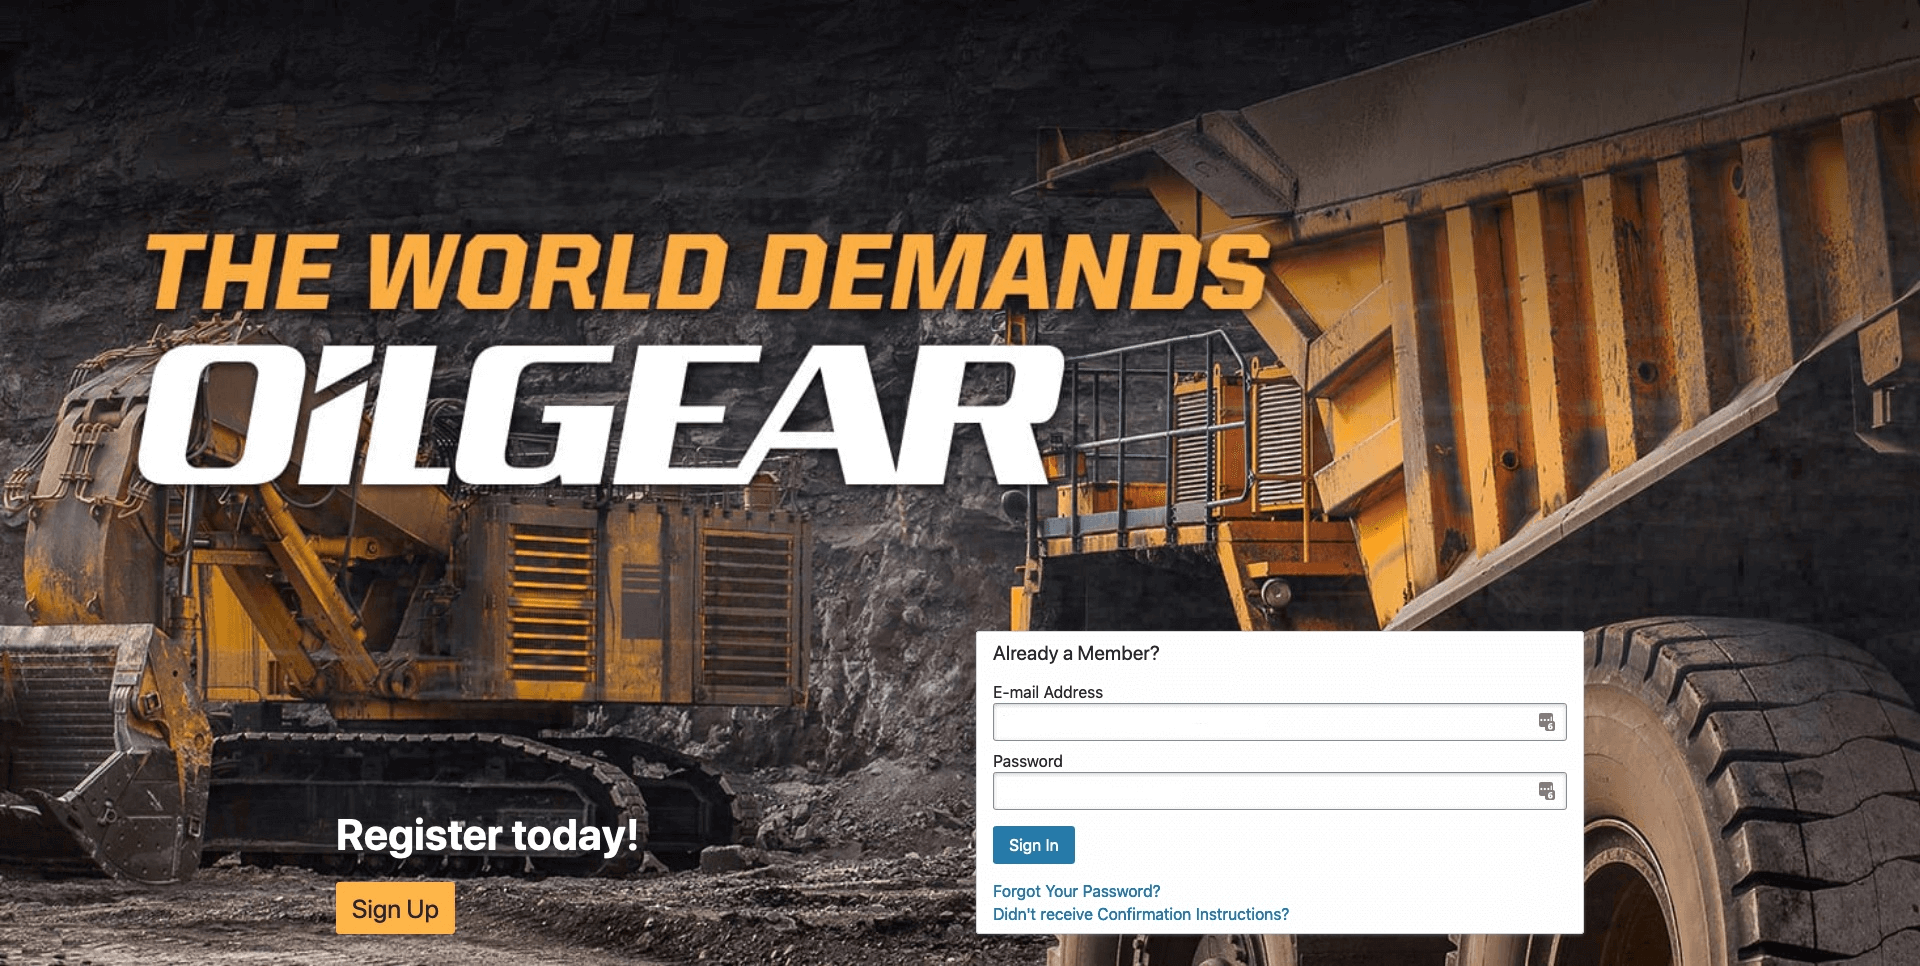 THE WORLD DEMANDS
OILGEAR
Already a Member?
E-mail Address
Password
Register today!
Sign In
Forgot Your Password?
Sign Up
Didn't receive Confirmation Instructions?